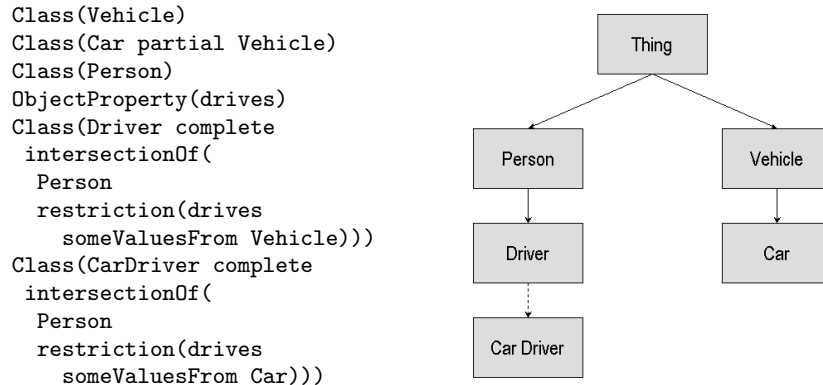 Class(Vehicle)
Class(Car partial Vehicle)
Class(Person)
ObjectProperty(drives)
Class(Driver complete
intersectionOf(
Person
restriction(drives
someValuesFrom Vehicle)))
Class(CarDriver complete
intersectionOf(
Person
restriction(drives
someValuesFrom Car)))
Thing
Person
Vehicle
Driver
Car
Car Driver